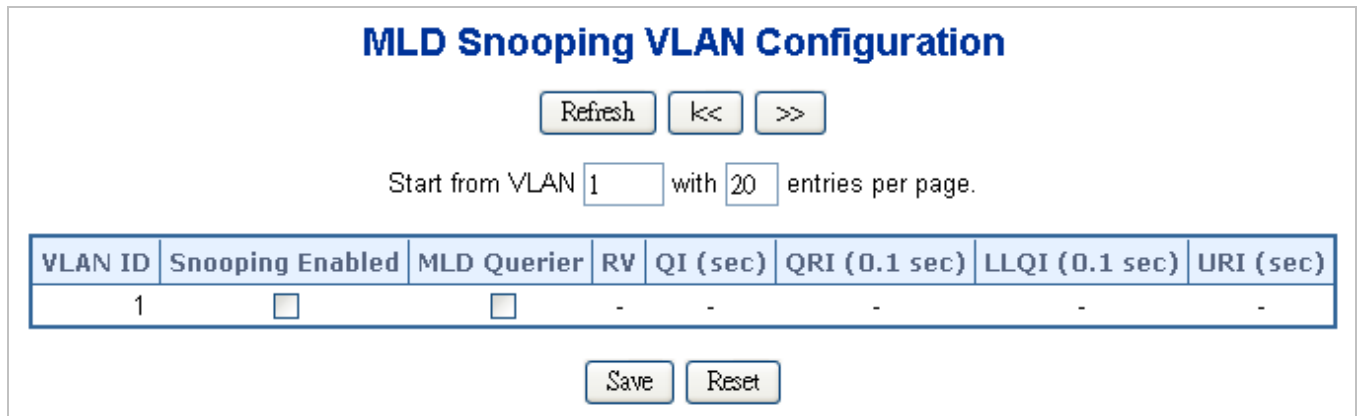 MLD Snooping VLAN Configuration
Refresh |<< >>
Start from VLAN 1 with 20 entries per page.
VLAN ID Snooping Enabled MLD Querier RV QI (sec) QRI (0.1 sec) LLQI (0.1 sec) URI (sec)
1 - - - - -
Save Reset